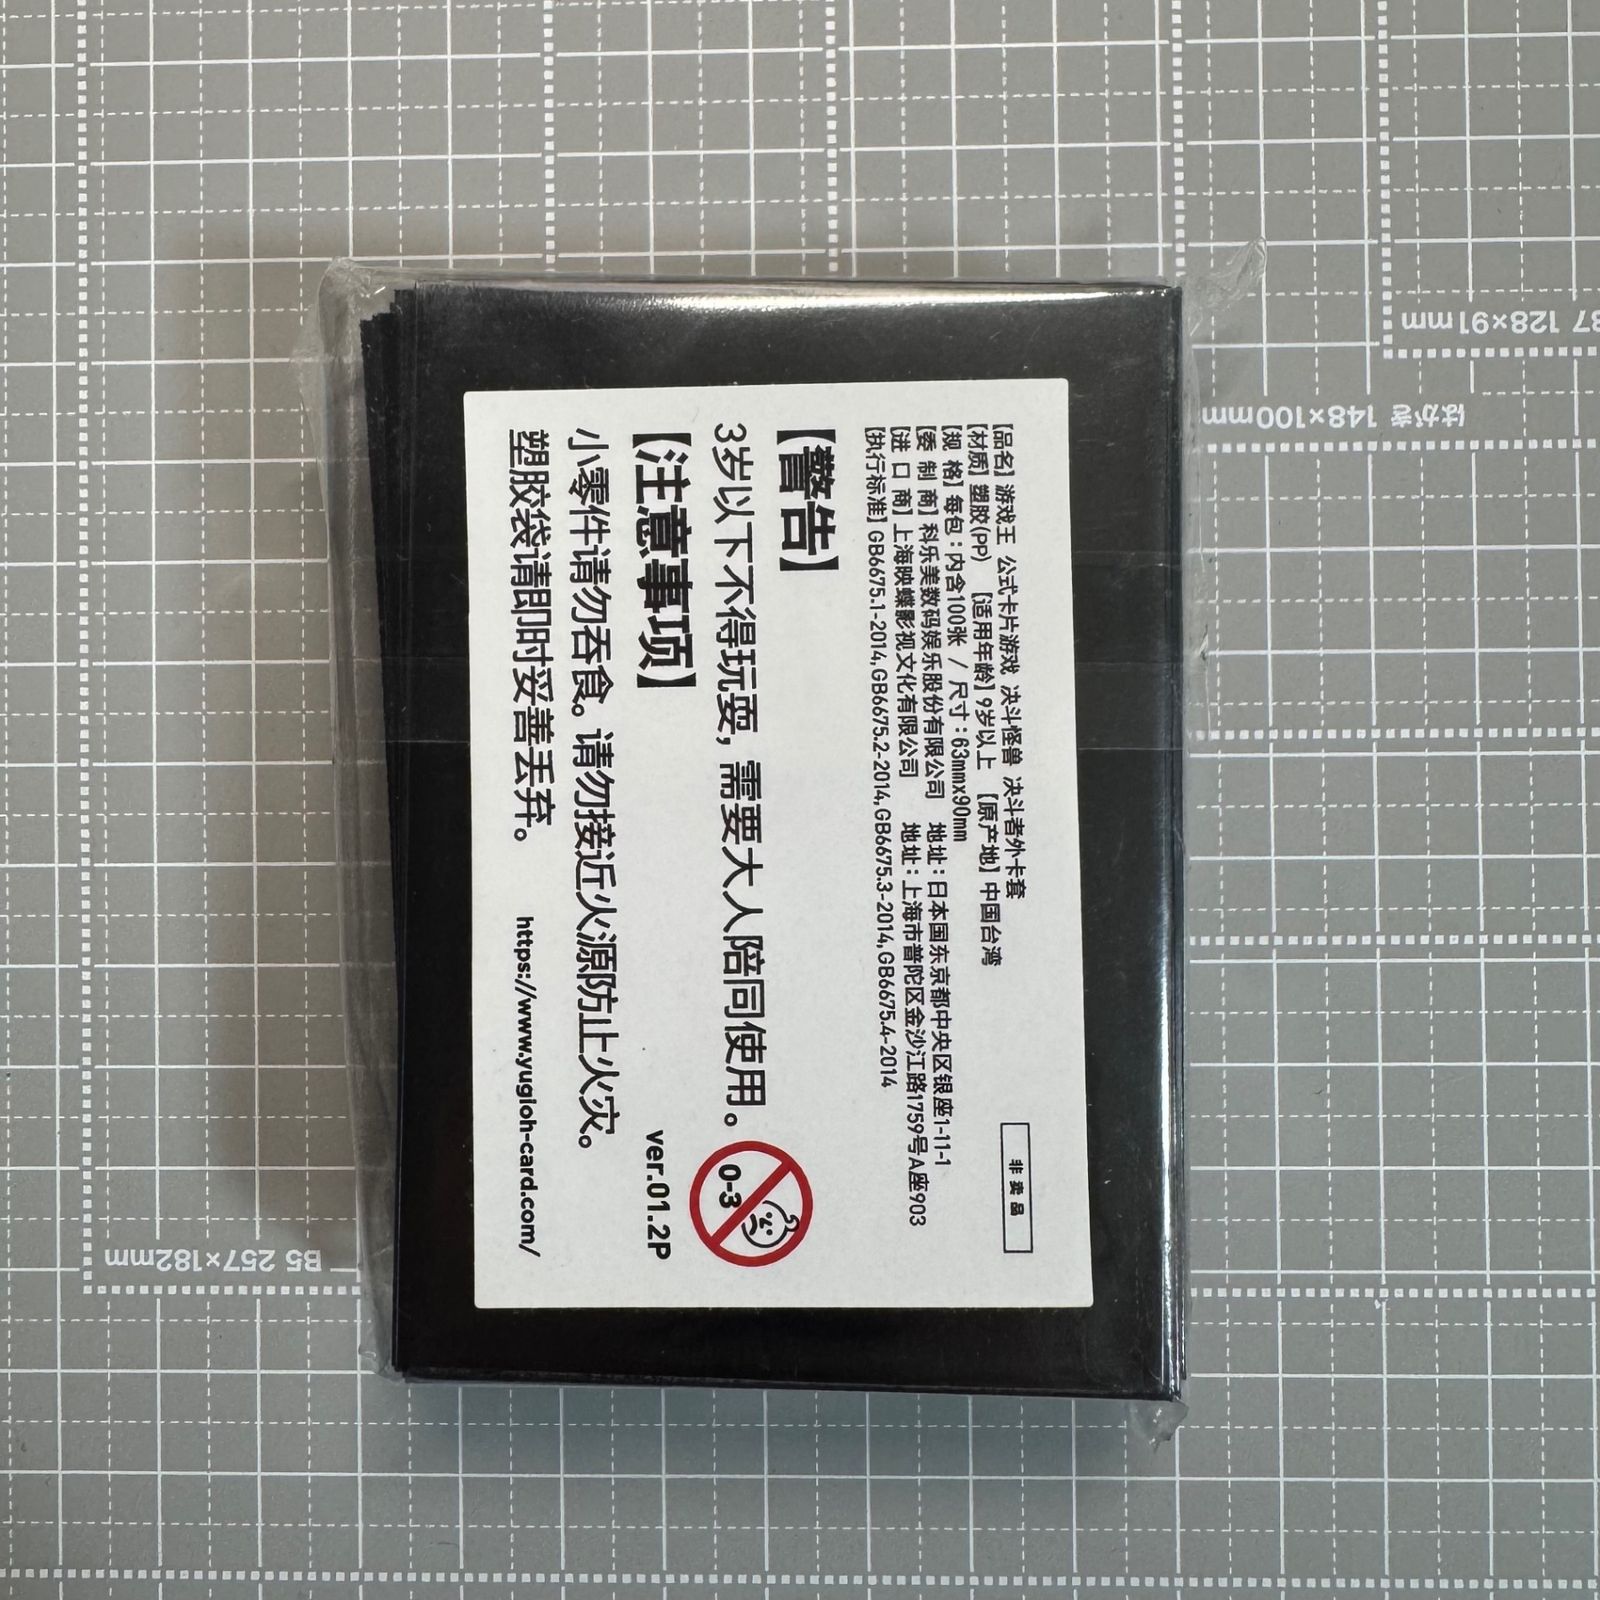 【品名】游戏王 公式卡片游戏 决斗怪兽 决斗者外卡套
非卖品
【材质】塑胶(PP) 【适用年龄】9岁以上 【原产地】中国台湾
【规 格】每包：内含100张 / 尺寸：63mmx90mm
【委 制 商】科乐美数码娱乐股份有限公司 地址：日本国东京都中央区银座1-11-1
【进 口 商】上海映蝶影视文化有限公司 地址：上海市普陀区金沙江路1759号A座903
【执行标准】GB6675.1-2014,GB6675.2-2014,GB6675.3-2014,GB6675.4-2014
【警告】
3岁以下不得玩耍，需要大人陪同使用。
0-3
【注意事项】
ver.01.2P
小零件请勿吞食。请勿接近火源防止火灾。
塑胶袋请即时妥善丢弃。 https://www.yugioh-card.com/
128×91mm
はがき 148×100mm
B5 257×182mm